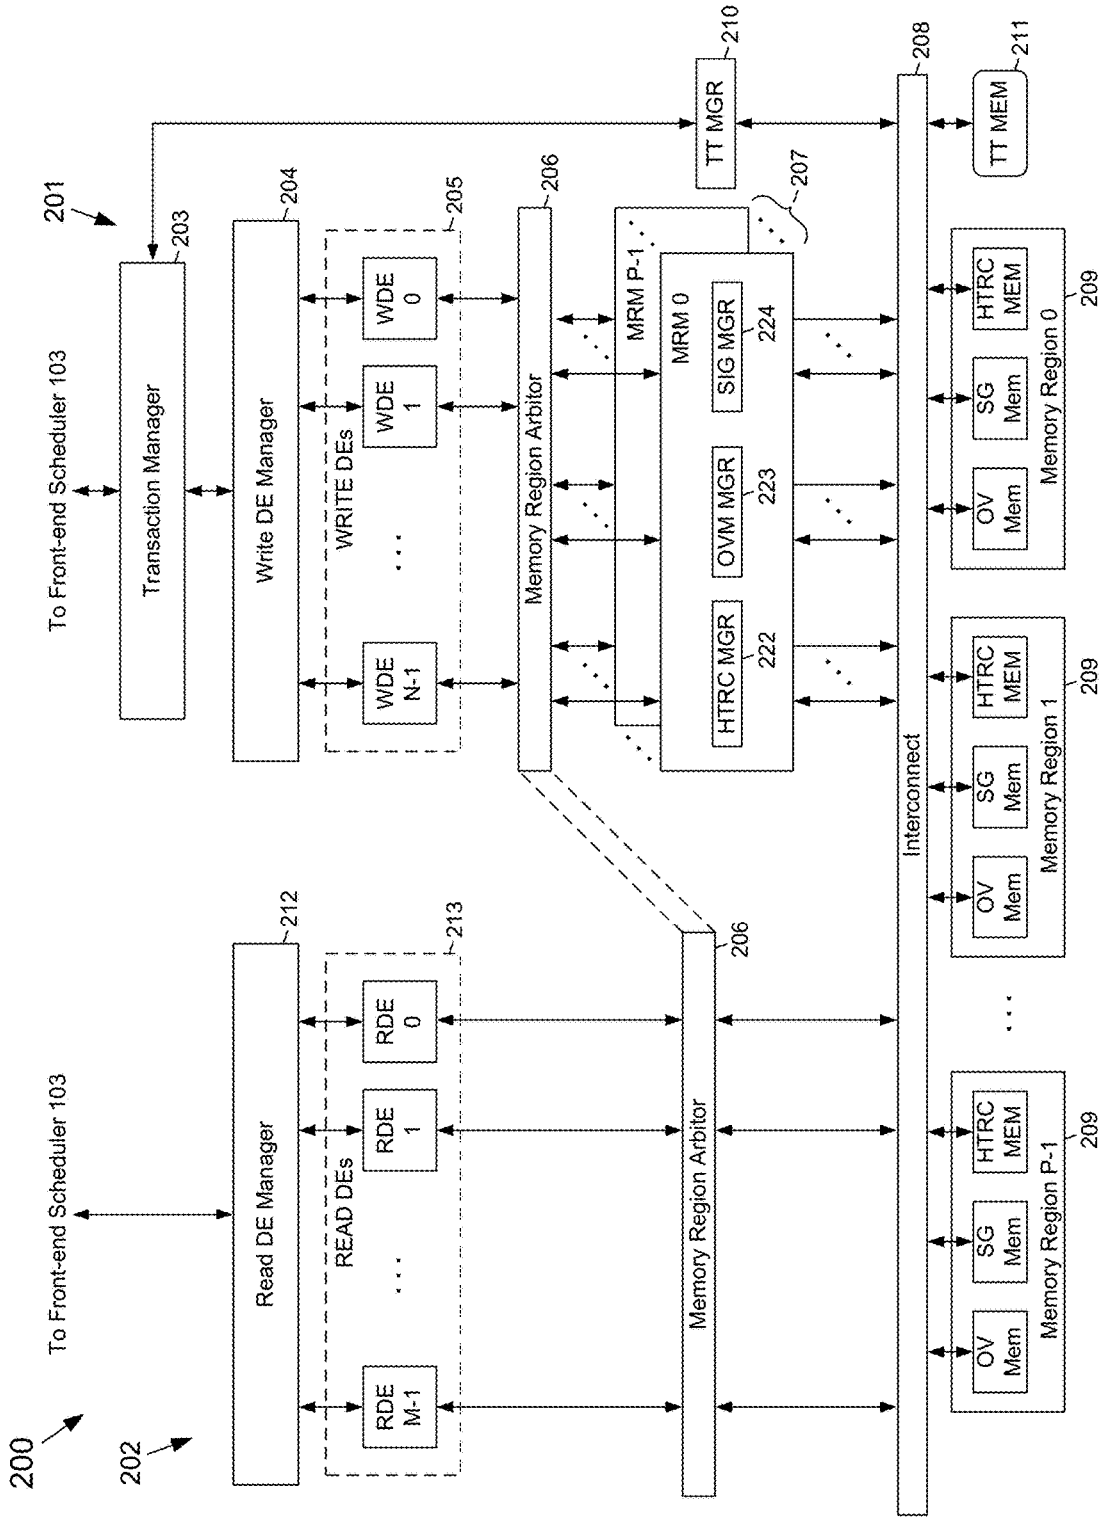 200
202
To Front-end Scheduler 103
Read DE Manager
212
READ DEs
213
RDE
M-1
. . .
RDE
1
RDE
0
Memory Region Arbitor
206
201
To Front-end Scheduler 103
Transaction Manager
203
Write DE Manager
204
WRITE DEs
205
WDE
N-1
. . .
WDE
1
WDE
0
Memory Region Arbitor
206
MRM P-1
MRM 0
207
HTRC MGR
222
OVM MGR
223
SIG MGR
224
TT MGR
210
Interconnect
208
OV
Mem
SG
Mem
HTRC
MEM
Memory Region P-1
209
. . .
OV
Mem
SG
Mem
HTRC
MEM
Memory Region 1
209
OV
Mem
SG
Mem
HTRC
MEM
Memory Region 0
209
TT MEM
211